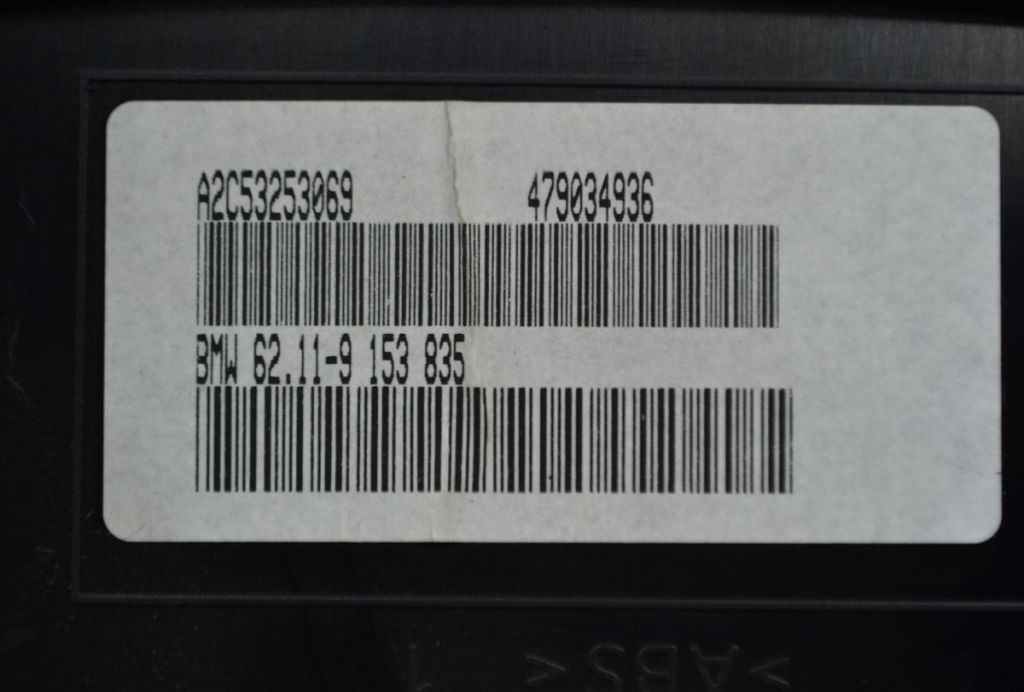 A2C53253069 479034936
BMW 62.11-9 153 835
>ABS<